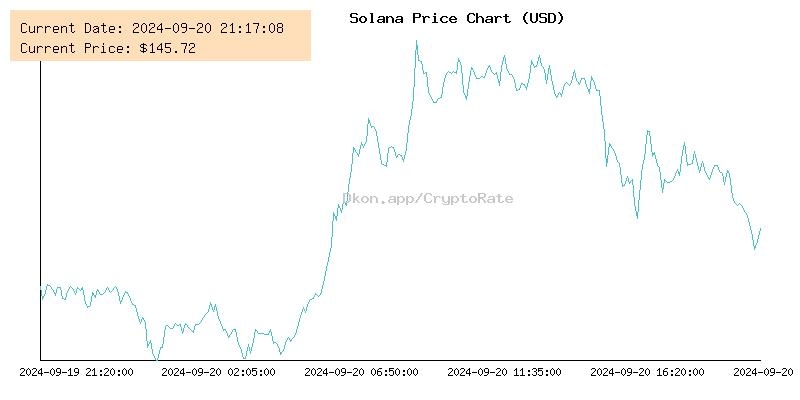 Solana Price Chart (USD)
Current Date: 2024-09-20 21:17:08
Current Price: $145.72
Dkon.app/CryptoRate
2024-09-19 21:20:00 2024-09-20 02:05:00 2024-09-20 06:50:00 2024-09-20 11:35:00 2024-09-20 16:20:00 2024-09-20